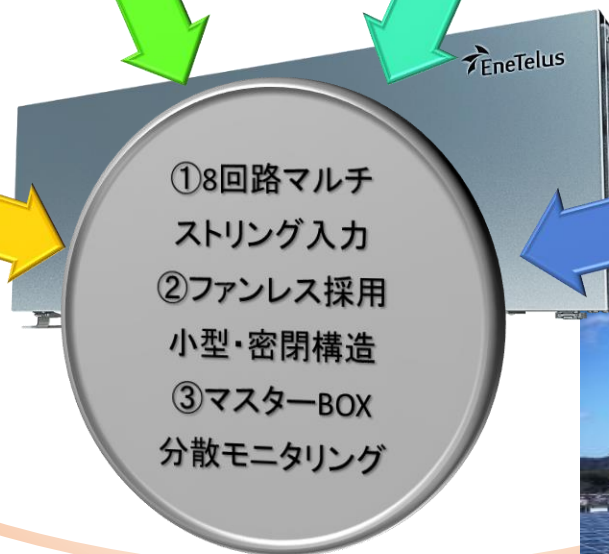 EneTelus
①8回路マルチ
ストリング入力
②ファンレス採用
小型・密閉構造
③マスターBOX
分散モニタリング